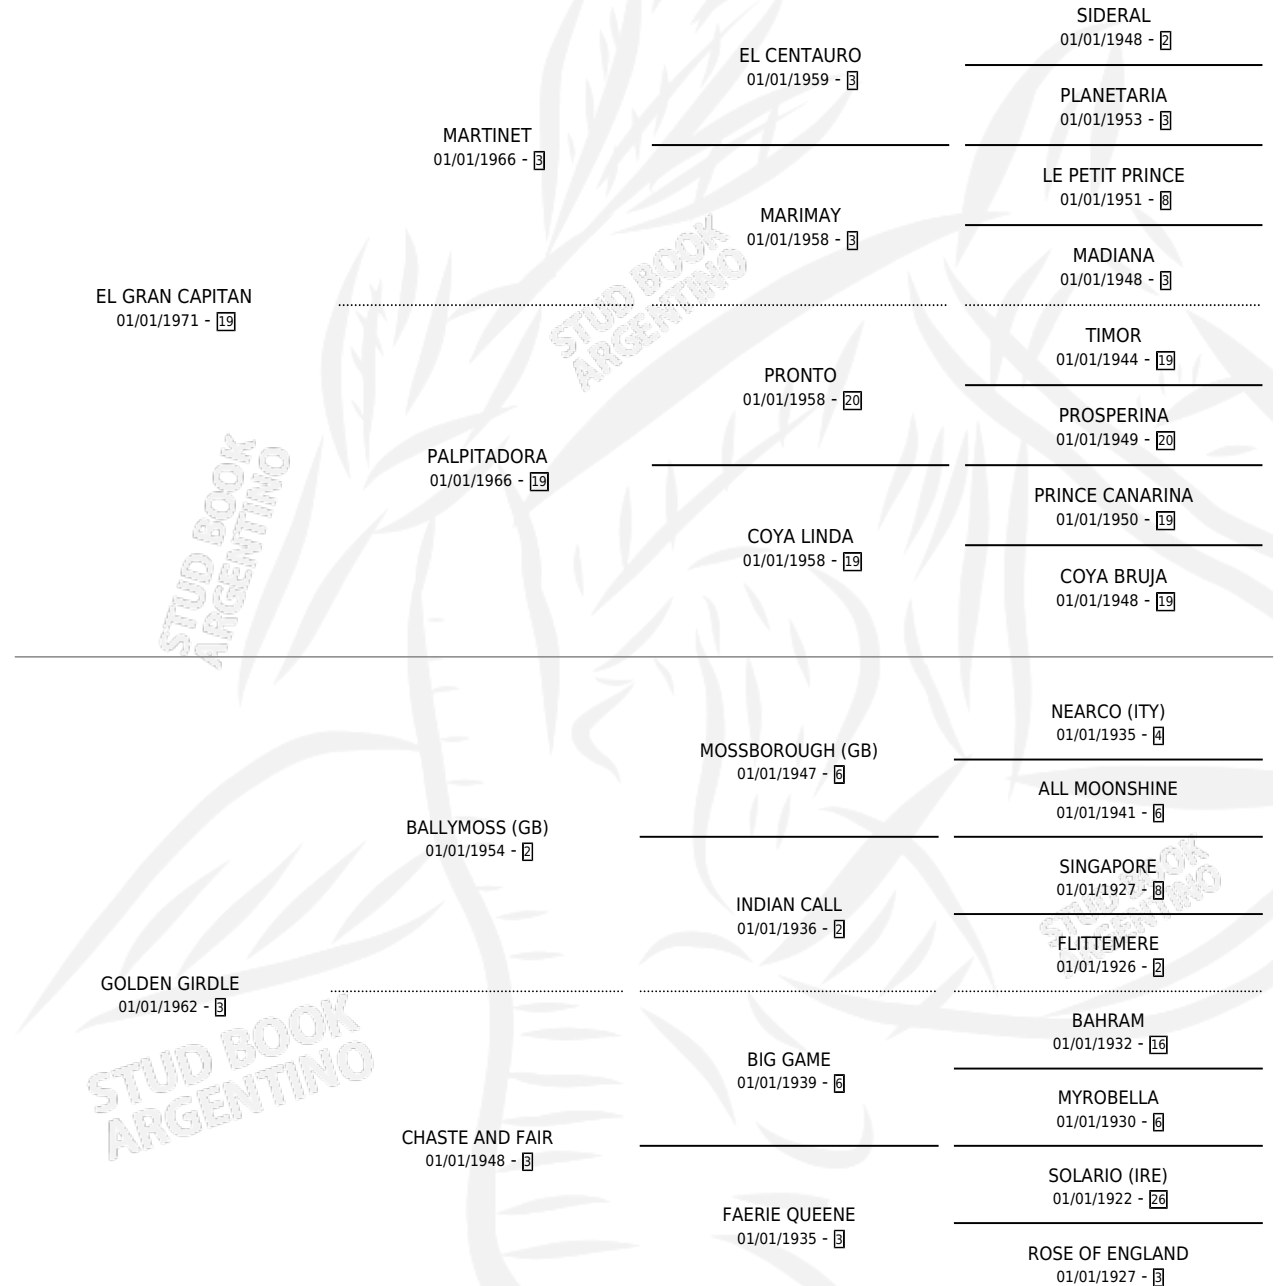 SIDERAL
01/01/1948 - 2
EL CENTAURO
01/01/1959 - 3
PLANETARIA
01/01/1953 - 3
MARTINET
01/01/1966 - 3
LE PETIT PRINCE
01/01/1951 - 8
MARIMAY
01/01/1958 - 3
MADIANA
01/01/1948 - 3
EL GRAN CAPITAN
01/01/1971 - 19
TIMOR
01/01/1944 - 19
PRONTO
01/01/1958 - 20
PROSPERINA
01/01/1949 - 20
PALPITADORA
01/01/1966 - 19
PRINCE CANARINA
01/01/1950 - 19
COYA LINDA
01/01/1958 - 19
COYA BRUJA
01/01/1948 - 19
STUD BOOK
ARGENTINO
STUD BOOK
ARGENTINO
NEARCO (ITY)
01/01/1935 - 4
MOSSBOROUGH (GB)
01/01/1947 - 6
ALL MOONSHINE
01/01/1941 - 6
BALLYMOSS (GB)
01/01/1954 - 2
SINGAPORE
01/01/1927 - 8
INDIAN CALL
01/01/1936 - 2
FLITTEMERE
01/01/1926 - 2
GOLDEN GIRDLE
01/01/1962 - 3
BAHRAM
01/01/1932 - 16
BIG GAME
01/01/1939 - 6
MYROBELLA
01/01/1930 - 6
CHASTE AND FAIR
01/01/1948 - 3
SOLARIO (IRE)
01/01/1922 - 26
FAERIE QUEENE
01/01/1935 - 3
ROSE OF ENGLAND
01/01/1927 - 3
STUD BOOK
ARGENTINO
STUD BOOK
ARGENTINO